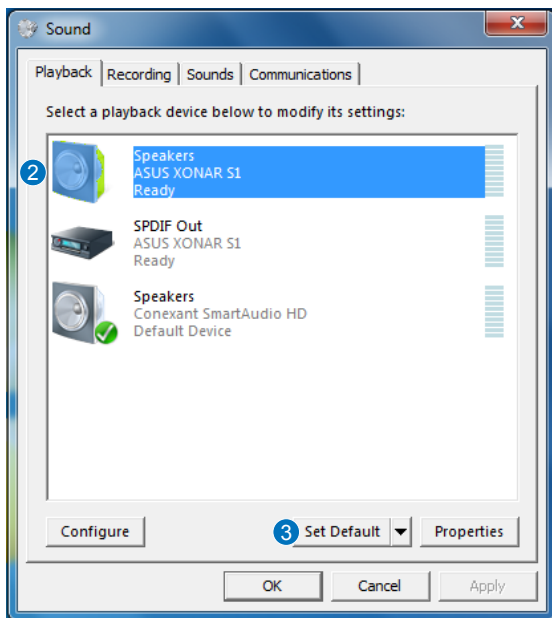 Sound
Playback Recording Sounds Communications
Select a playback device below to modify its settings:
2
Speakers
ASUS XONAR S1
Ready
SPDIF Out
ASUS XONAR S1
Ready
Speakers
Conexant SmartAudio HD
Default Device
Configure 3 Set Default Properties
OK Cancel Apply